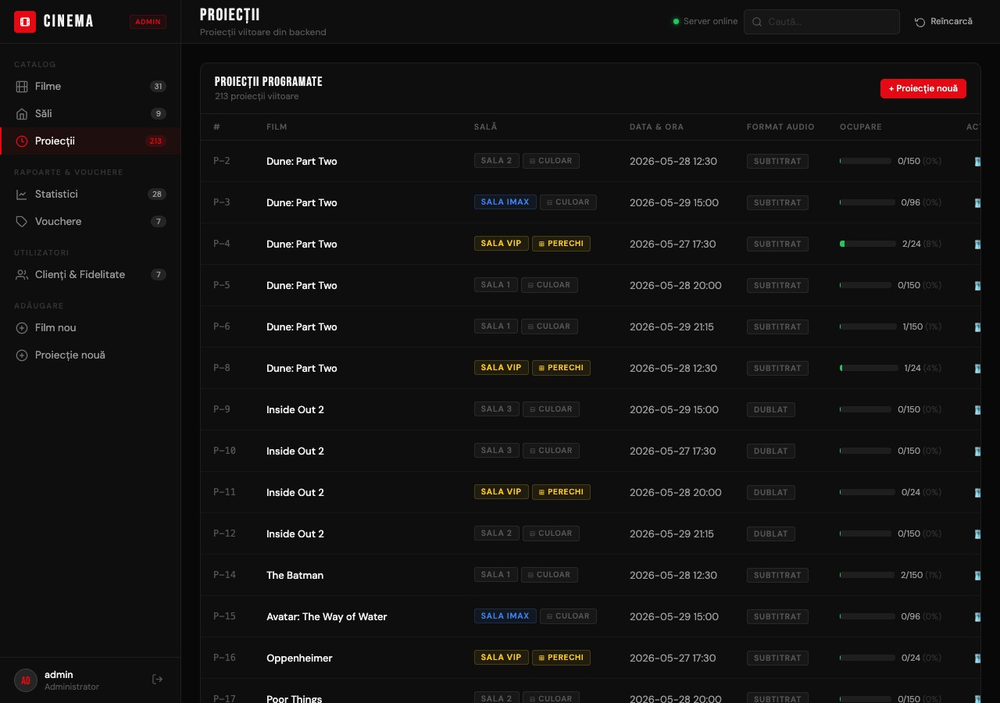 CINEMA
ADMIN
CATALOG
Filme 31
Săli 9
Proiecții 213
RAPOARTE & VOUCHERE
Statistici 28
Vouchere 7
UTILIZATORI
Clienți & Fidelitate 7
ADĂUGARE
Film nou
Proiecție nouă
AD
admin
Administrator
PROIECȚII
Proiecții viitoare din backend
Server online
Caută...
Reîncarcă
PROIECȚII PROGRAMATE
213 proiecții viitoare
+ Proiecție nouă
# FILM SALĂ DATA & ORA FORMAT AUDIO OCUPARE
P-2 Dune: Part Two SALA 2 CULOAR 2026-05-28 12:30 SUBTITRAT 0/150 (0%)
P-3 Dune: Part Two SALA IMAX CULOAR 2026-05-29 15:00 SUBTITRAT 0/96 (0%)
P-4 Dune: Part Two SALA VIP PERECHI 2026-05-27 17:30 SUBTITRAT 2/24 (8%)
P-5 Dune: Part Two SALA 1 CULOAR 2026-05-28 20:00 SUBTITRAT 0/150 (0%)
P-6 Dune: Part Two SALA 1 CULOAR 2026-05-29 21:15 SUBTITRAT 1/150 (1%)
P-8 Dune: Part Two SALA VIP PERECHI 2026-05-28 12:30 SUBTITRAT 1/24 (4%)
P-9 Inside Out 2 SALA 3 CULOAR 2026-05-29 15:00 DUBLAT 0/150 (0%)
P-10 Inside Out 2 SALA 3 CULOAR 2026-05-27 17:30 DUBLAT 0/150 (0%)
P-11 Inside Out 2 SALA VIP PERECHI 2026-05-28 20:00 DUBLAT 0/24 (0%)
P-12 Inside Out 2 SALA 2 CULOAR 2026-05-29 21:15 DUBLAT 0/150 (0%)
P-14 The Batman SALA 1 CULOAR 2026-05-28 12:30 SUBTITRAT 2/150 (1%)
P-15 Avatar: The Way of Water SALA IMAX CULOAR 2026-05-29 15:00 SUBTITRAT 0/96 (0%)
P-16 Oppenheimer SALA VIP PERECHI 2026-05-27 17:30 SUBTITRAT 0/24 (0%)
P-17 Poor Things SALA 2 CULOAR 2026-05-28 20:00 SUBTITRAT 0/150 (0%)